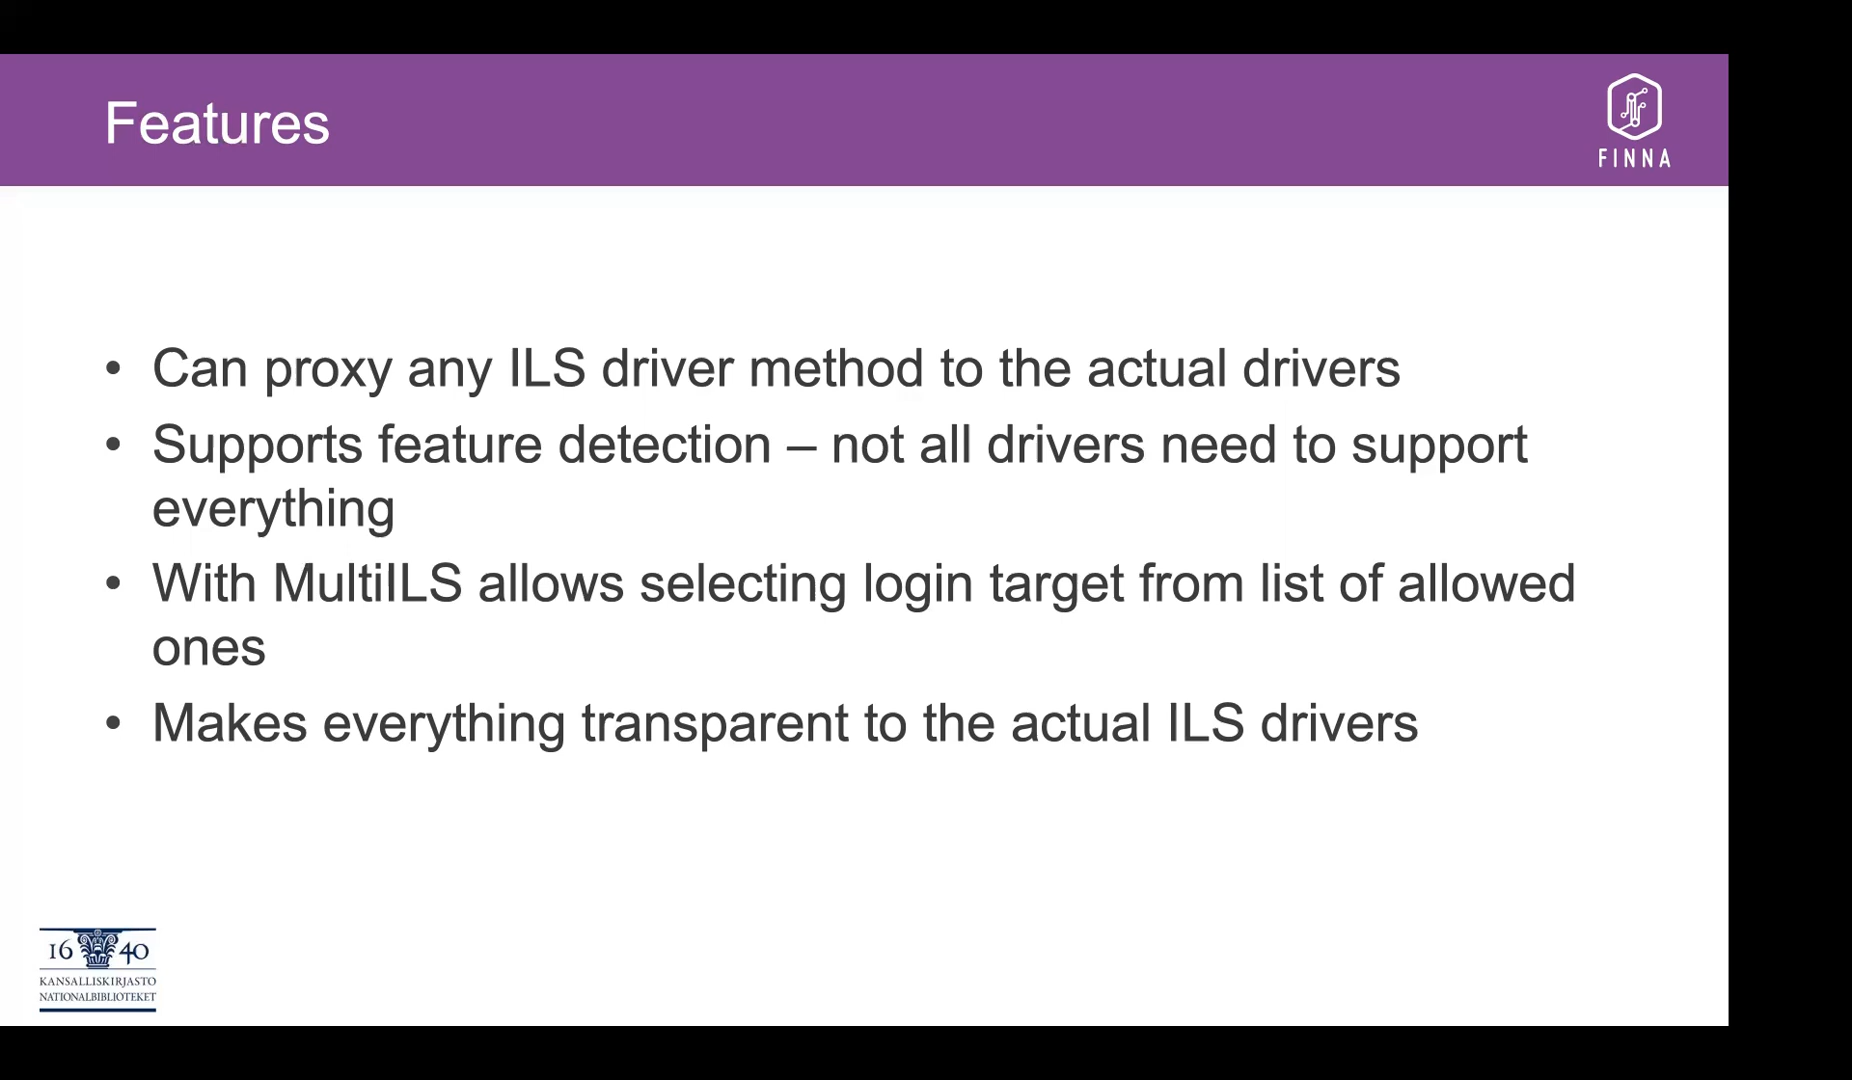 Features
FINNA
• Can proxy any ILS driver method to the actual drivers
• Supports feature detection – not all drivers need to support
everything
• With MultiILS allows selecting login target from list of allowed
ones
• Makes everything transparent to the actual ILS drivers
16 40
KANSALLISKIRJASTO
NATIONALBIBLIOTEKET